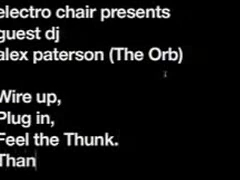 electro chair presents
guest dj
alex paterson (The Orb)
Wire up,
Plug in,
Feel the Thunk.
Than